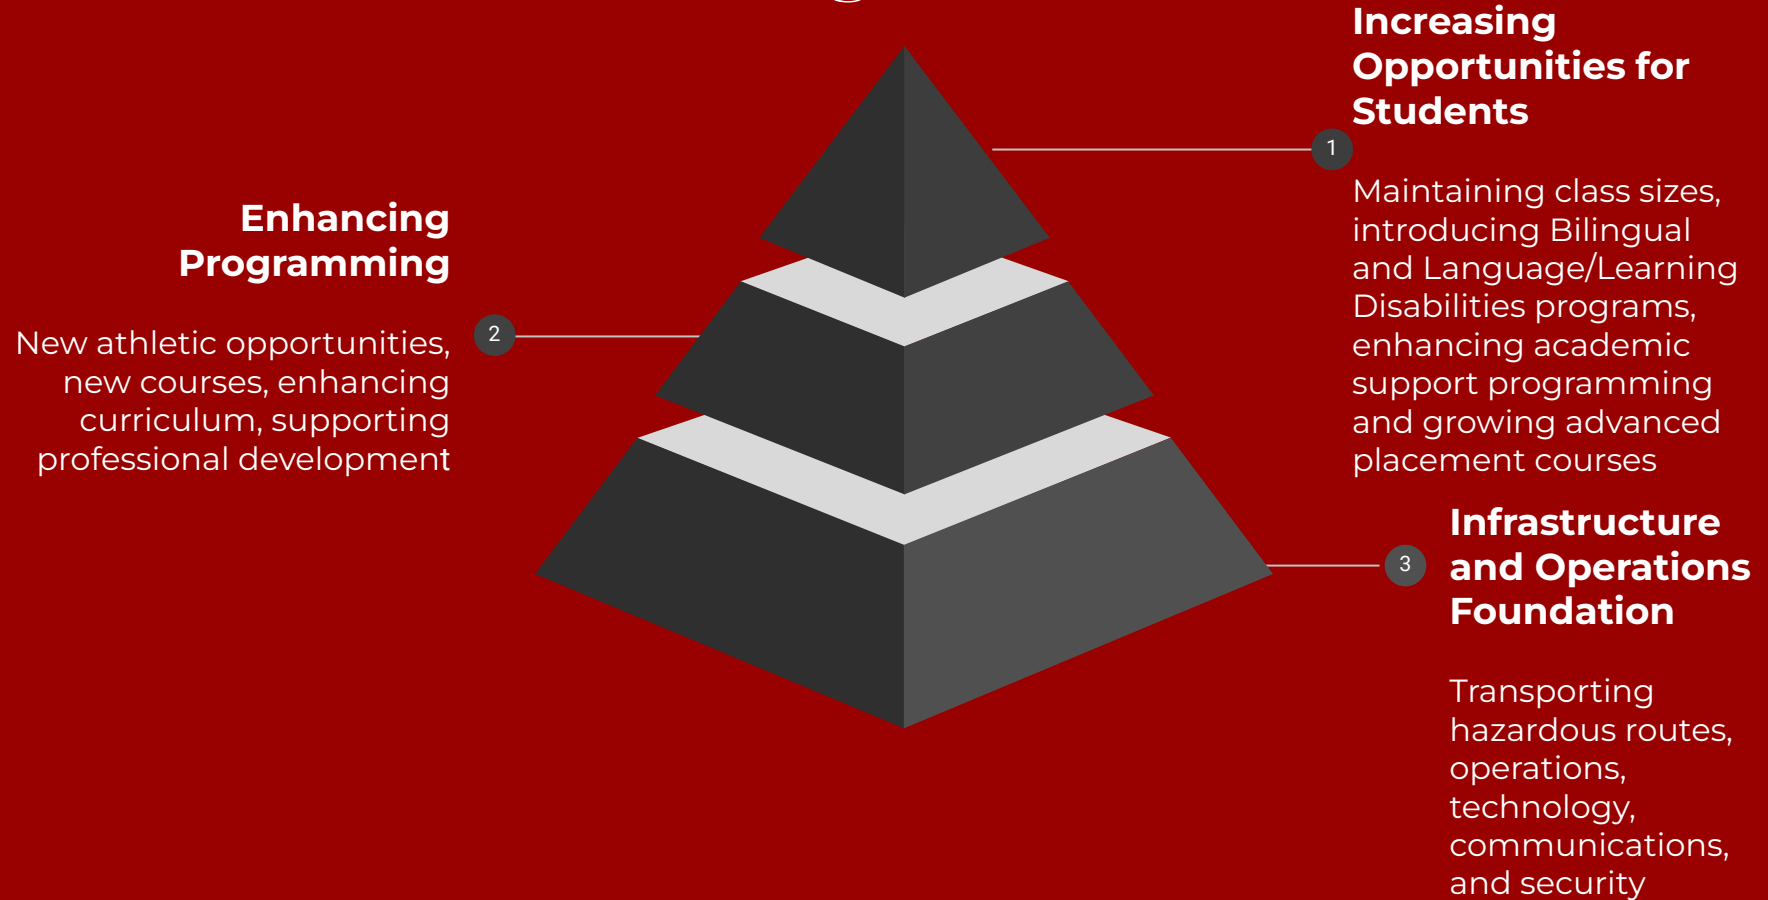 Increasing
Opportunities for
Students
1
Maintaining class sizes,
introducing Bilingual
and Language/Learning
Disabilities programs,
enhancing academic
support programming
and growing advanced
placement courses
Enhancing
Programming
2
New athletic opportunities,
new courses, enhancing
curriculum, supporting
professional development
3
Infrastructure
and Operations
Foundation
Transporting
hazardous routes,
operations,
technology,
communications,
and security